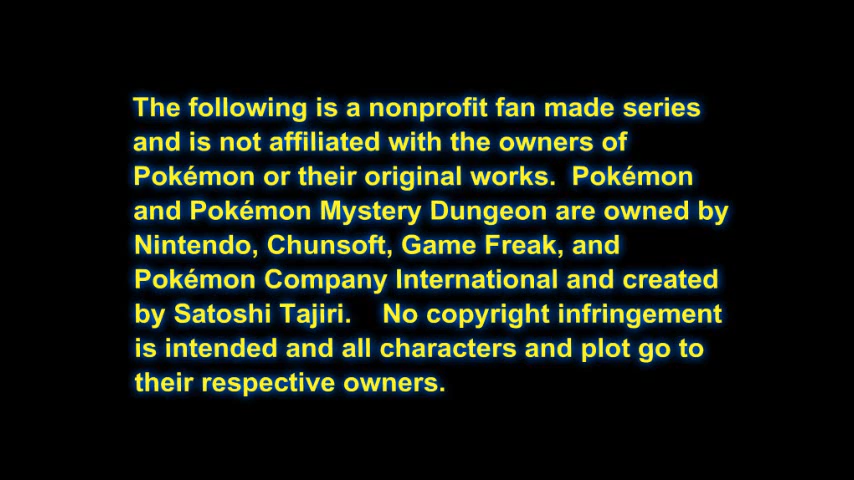 The following is a nonprofit fan made series
and is not affiliated with the owners of
Pokémon or their original works.  Pokémon
and Pokémon Mystery Dungeon are owned by
Nintendo, Chunsoft, Game Freak, and
Pokémon Company International and created
by Satoshi Tajiri.    No copyright infringement
is intended and all characters and plot go to
their respective owners.